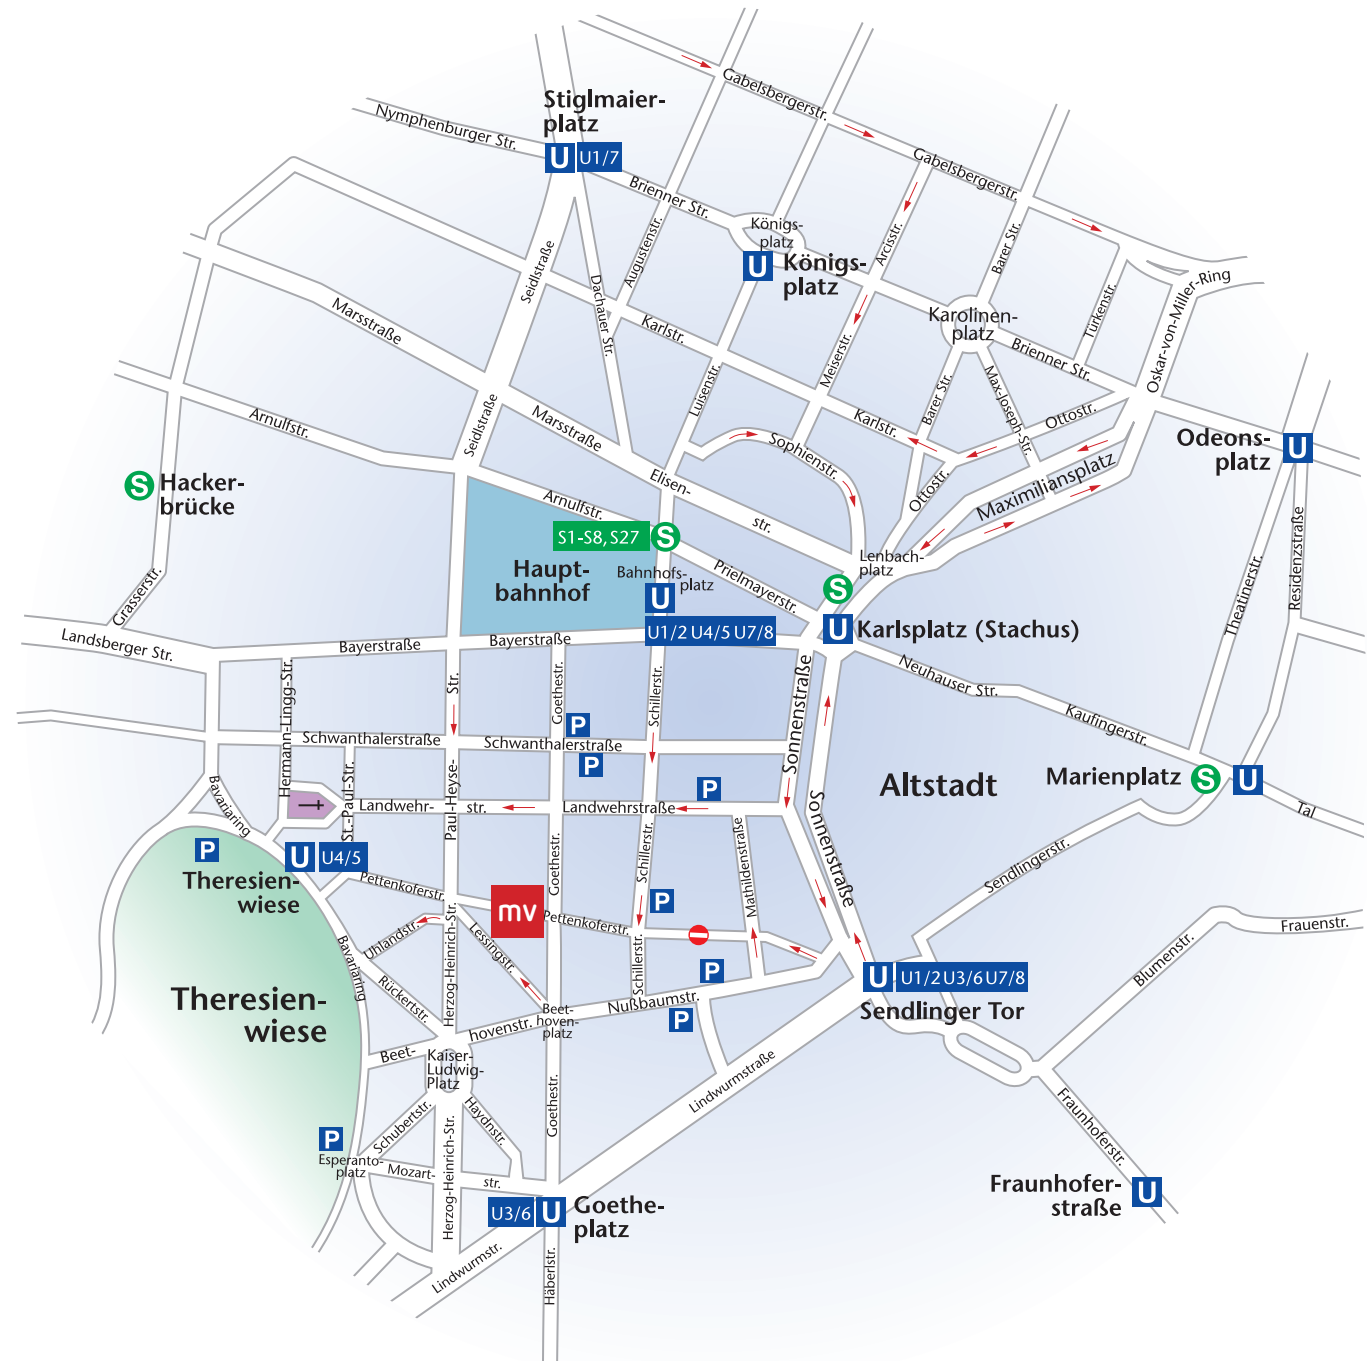 Gabelsbergerstr.
Stiglmaier-
platz
Nymphenburger Str.
U U1/7
Gabelsbergerstr.
Brienner Str.
Königs-
platz
Augustenstr.
Arcisstr.
Barer Str.
U Königs-
platz
Seidlstraße
Dachauer Str.
Oskar-von-Miller-Ring
Türkenstr.
Karolinen-
platz
Marsstraße
Karlstr.
Meiserstr.
Brienner Str.
Luisenstr.
Barer Str.
Max-Joseph-Str.
Arnulfstr.
Seidlstraße
Marsstraße
Karlstr.
Ottostr.
Sophienstr.
Odeons-
platz
U
S Hacker-
brücke
Elisen-
str.
Ottostr.
Maximiliansplatz
Arnulfstr.
S1-S8, S27 S
Haupt-
bahnhof
Bahnhofs-
platz
U
Prielmayerstr.
Lenbach-
platz
S
Grasserstr.
Theatinerstr.
Residenzstraße
Landsberger Str.
Bayerstraße
Bayerstraße
U1/2 U4/5 U7/8
U Karlsplatz (Stachus)
Neuhauser Str.
Hermann-Lingg-Str.
Str.
Goethestr.
Schillerstr.
Sonnenstraße
Kaufingerstr.
P
Schwanthalerstraße
Schwanthalerstraße
P
Bavariaring
St.-Paul-Str.
Paul-Heyse-
P
Altstadt
Marienplatz S U
Tal
Landwehr-
str.
Landwehrstraße
Sonnenstraße
P
U U4/5
Theresien-
wiese
Pettenkoferstr.
Goethestr.
Schillerstr.
Mathildenstraße
Sendlingerstr.
mv
P
Pettenkoferstr.
Uhlandstr.
Lessingstr.
Herzog-Heinrich-Str.
Bavariaring
Schillerstr.
P
Frauenstr.
Blumenstr.
Theresien-
wiese
Rückertstr.
U U1/2 U3/6 U7/8
Sendlinger Tor
Nußbaumstr.
P
Beet-
hoven-
platz
Beet-
hovenstr.
Kaiser-
Ludwig-
Platz
Lindwurmstraße
Goethestr.
Schubertstr.
Haydnstr.
Fraunhoferstr.
P
Esperanto-
platz
Mozart-
str.
Herzog-Heinrich-Str.
Fraunhofer-
straße
U
U3/6 U Goethe-
platz
Lindwurmstr.
Häberlstr.